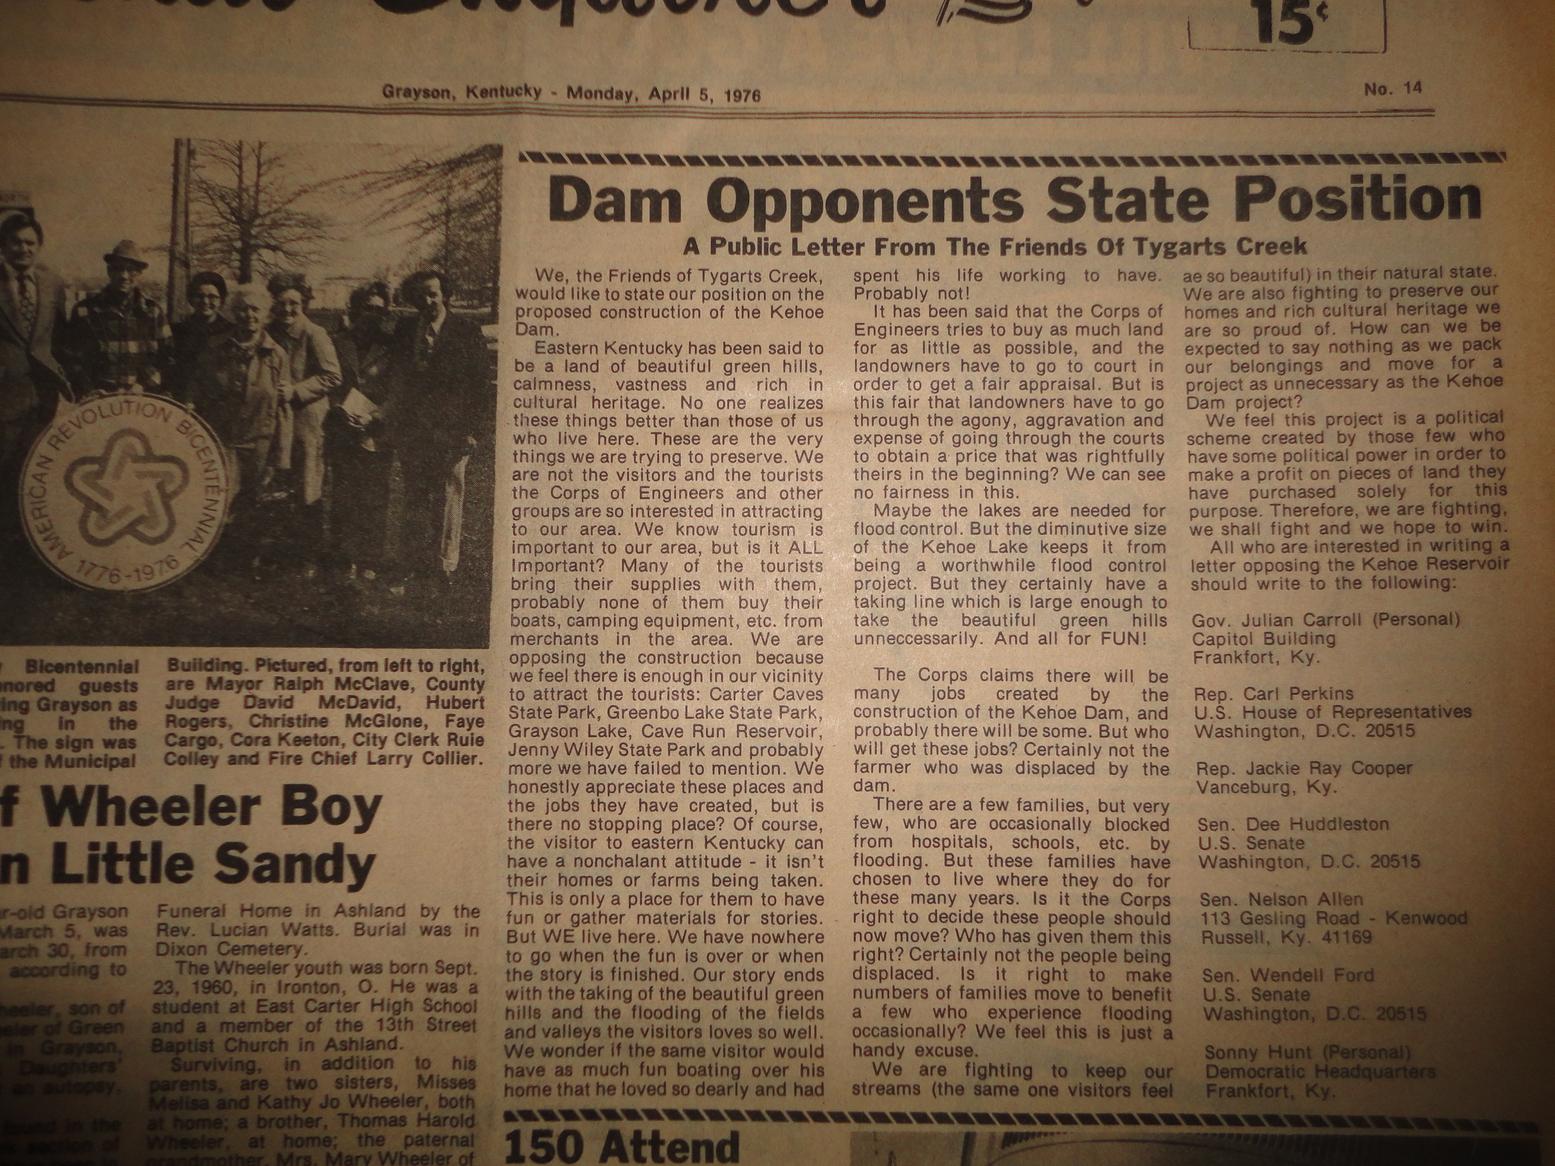 15¢
Grayson, Kentucky - Monday, April 5, 1976
No. 14
AMERICAN REVOLUTION BICENTENNIAL
1776-1976
Bicentennial
guests
ing Grayson as
ing in the
. The sign was
the Municipal
Building. Pictured, from left to right,
are Mayor Ralph McClave, County
Judge David McDavid, Hubert
Rogers, Christine McGlone, Faye
Cargo, Cora Keeton, City Clerk Ruie
Colley and Fire Chief Larry Collier.
f Wheeler Boy
n Little Sandy
r-old Grayson
March 5, was
arch 30, from
according to
heeler, son of
eler of Green
in Grayson,
Daughters'
an autopsy.
found in the
section of
Funeral Home in Ashland by the
Rev. Lucian Watts. Burial was in
Dixon Cemetery.
The Wheeler youth was born Sept.
23, 1960, in Ironton, O. He was a
student at East Carter High School
and a member of the 13th Street
Baptist Church in Ashland.
Surviving, in addition to his
parents, are two sisters, Misses
Melisa and Kathy Jo Wheeler, both
at home; a brother, Thomas Harold
Wheeler, at home; the paternal
grandmother, Mrs. Mary Wheeler of
Dam Opponents State Position
A Public Letter From The Friends Of Tygarts Creek
We, the Friends of Tygarts Creek,
would like to state our position on the
proposed construction of the Kehoe
Dam.
Eastern Kentucky has been said to
be a land of beautiful green hills,
calmness, vastness and rich in
cultural heritage. No one realizes
these things better than those of us
who live here. These are the very
things we are trying to preserve. We
are not the visitors and the tourists
the Corps of Engineers and other
groups are so interested in attracting
to our area. We know tourism is
important to our area, but is it ALL
Important? Many of the tourists
bring their supplies with them,
probably none of them buy their
boats, camping equipment, etc. from
merchants in the area. We are
opposing the construction because
we feel there is enough in our vicinity
to attract the tourists: Carter Caves
State Park, Greenbo Lake State Park,
Grayson Lake, Cave Run Reservoir,
Jenny Wiley State Park and probably
more we have failed to mention. We
honestly appreciate these places and
the jobs they have created, but is
there no stopping place? Of course,
the visitor to eastern Kentucky can
have a nonchalant attitude - it isn't
their homes or farms being taken.
This is only a place for them to have
fun or gather materials for stories.
But WE live here. We have nowhere
to go when the fun is over or when
the story is finished. Our story ends
with the taking of the beautiful green
hills and the flooding of the fields
and valleys the visitors loves so well.
We wonder if the same visitor would
have as much fun boating over his
home that he loved so dearly and had
spent his life working to have.
Probably not!
It has been said that the Corps of
Engineers tries to buy as much land
for as little as possible, and the
landowners have to go to court in
order to get a fair appraisal. But is
this fair that landowners have to go
through the agony, aggravation and
expense of going through the courts
to obtain a price that was rightfully
theirs in the beginning? We can see
no fairness in this.
Maybe the lakes are needed for
flood control. But the diminutive size
of the Kehoe Lake keeps it from
being a worthwhile flood control
project. But they certainly have a
taking line which is large enough to
take the beautiful green hills
unneccessarily. And all for FUN!
The Corps claims there will be
many jobs created by the
construction of the Kehoe Dam, and
probably there will be some. But who
will get these jobs? Certainly not the
farmer who was displaced by the
dam.
There are a few families, but very
few, who are occasionally blocked
from hospitals, schools, etc. by
flooding. But these families have
chosen to live where they do for
these many years. Is it the Corps
right to decide these people should
now move? Who has given them this
right? Certainly not the people being
displaced. Is it right to make
numbers of families move to benefit
a few who experience flooding
occasionally? We feel this is just a
handy excuse.
We are fighting to keep our
streams (the same one visitors feel
ae so beautiful) in their natural state.
We are also fighting to preserve our
homes and rich cultural heritage we
are so proud of. How can we be
expected to say nothing as we pack
our belongings and move for a
project as unnecessary as the Kehoe
Dam project?
We feel this project is a political
scheme created by those few who
have some political power in order to
make a profit on pieces of land they
have purchased solely for this
purpose. Therefore, we are fighting,
we shall fight and we hope to win.
All who are interested in writing a
letter opposing the Kehoe Reservoir
should write to the following:
Gov. Julian Carroll (Personal)
Capitol Building
Frankfort, Ky.
Rep. Carl Perkins
U.S. House of Representatives
Washington, D.C. 20515
Rep. Jackie Ray Cooper
Vanceburg, Ky.
Sen. Dee Huddleston
U.S. Senate
Washington, D.C. 20515
Sen. Nelson Allen
113 Gesling Road - Kenwood
Russell, Ky. 41169
Sen. Wendell Ford
U.S. Senate
Washington, D.C. 20515
Sonny Hunt (Personal)
Democratic Headquarters
Frankfort, Ky.
150 Attend